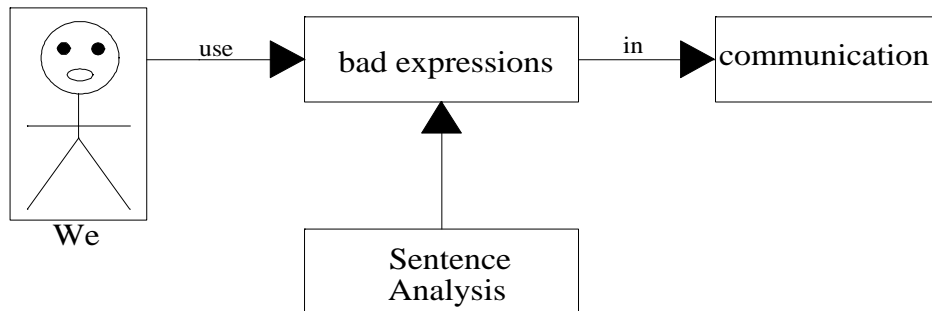 use
in
bad expressions
communication
We
Sentence
Analysis